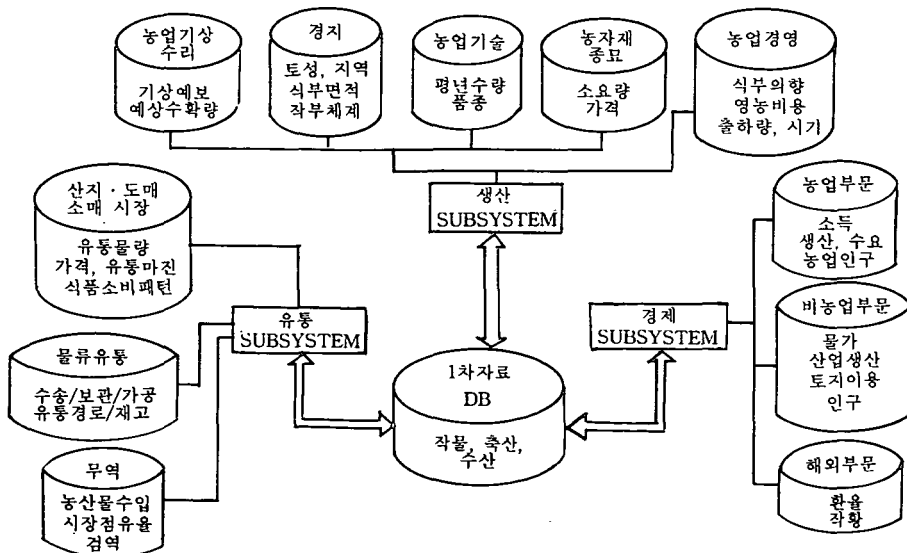 농업기상
수리
기상예보
예상수확량
경지
토성, 지역
식부면적
작부체제
농업기술
평년수량
품종
농자재
종묘
소요량
가격
농업경영
식부의향
영농비용
출하량, 시기
생산
SUBSYSTEM
산지·도매
소매 시장
유통물량
가격, 유통마진
식품소비패턴
유통
SUBSYSTEM
물류유통
수송/보관/가공
유통경로/재고
무역
농산물수입
시장점유율
검역
1차자료
DB
작물, 축산,
수산
경제
SUBSYSTEM
농업부문
소득
생산, 수요
농업인구
비농업부문
물가
산업생산
토지이용
인구
해외부문
환율
작황